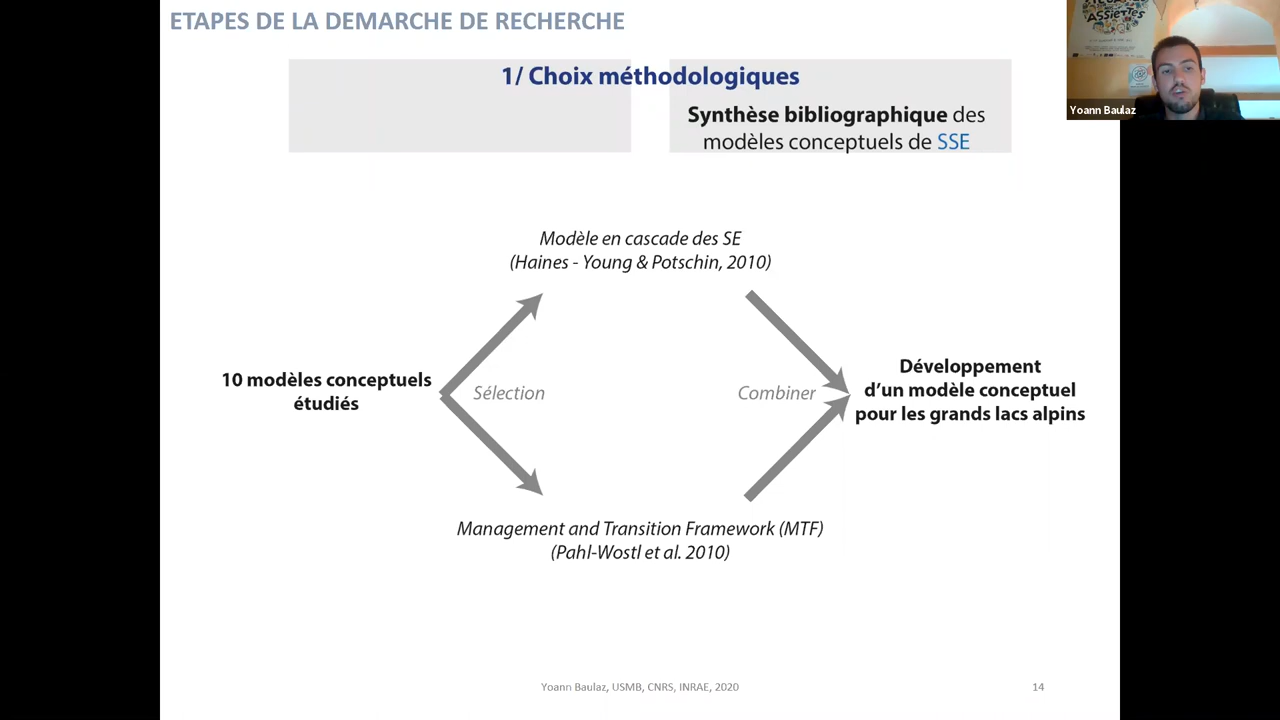 ETAPES DE LA DEMARCHE DE RECHERCHE
1/ Choix méthodologiques
Synthèse bibliographique des
modèles conceptuels de SSE
ASSIETTES
Yoann Baulaz
Modèle en cascade des SE
(Haines - Young & Potschin, 2010)
10 modèles conceptuels
étudiés
Sélection
Combiner
Développement
d'un modèle conceptuel
pour les grands lacs alpins
Management and Transition Framework (MTF)
(Pahl-Wostl et al. 2010)
Yoann Baulaz, USMB, CNRS, INRAE, 2020
14